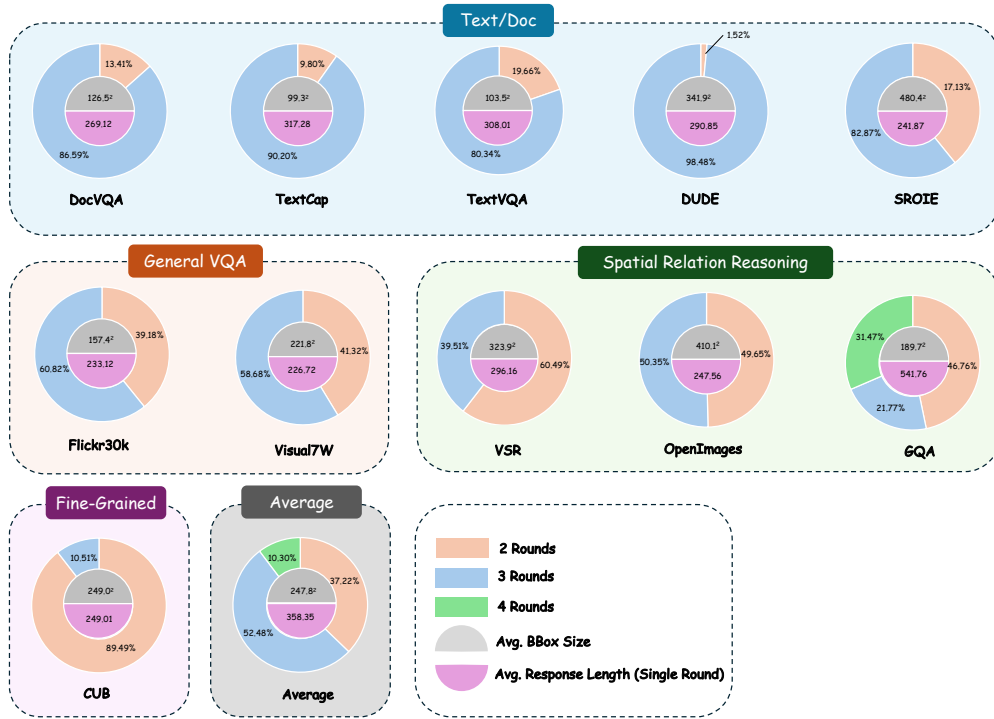 Text/Doc
13.41%
126.5²
269.12
86.59%
DocVQA
9.80%
99.3²
317.28
90.20%
TextCap
19.66%
103.5²
308.01
80.34%
TextVQA
1.52%
341.9²
290.85
98.48%
DUDE
17.13%
480.4²
241.87
82.87%
SROIE
General VQA
157.4²
39.18%
233.12
60.82%
Flickr30k
221.8²
41.32%
226.72
58.68%
Visual7W
Spatial Relation Reasoning
39.51%
323.9²
296.16
60.49%
VSR
410.1²
49.65%
50.35%
247.56
OpenImages
31.47%
189.7²
541.76
46.76%
21.77%
GQA
Fine-Grained
10.51%
249.0²
249.01
89.49%
CUB
Average
10.30%
247.8²
37.22%
358.35
52.48%
Average
2 Rounds
3 Rounds
4 Rounds
Avg. BBox Size
Avg. Response Length (Single Round)